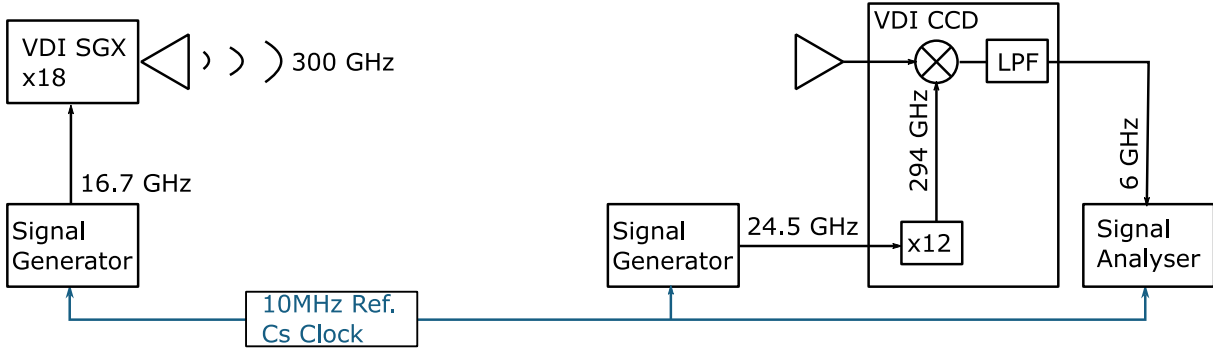 VDI SGX
x18
300 GHz
16.7 GHz
Signal
Generator
10MHz Ref.
Cs Clock
VDI CCD
LPF
294 GHz
x12
24.5 GHz
Signal
Generator
6 GHz
Signal
Analyser